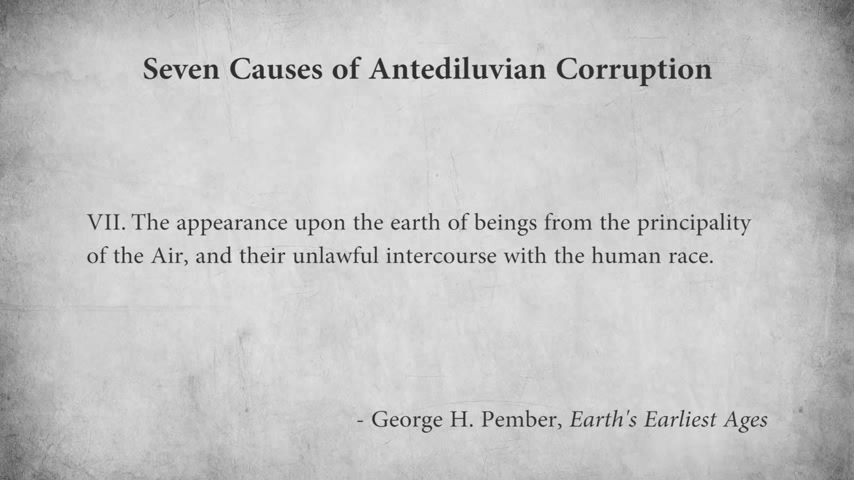 Seven Causes of Antediluvian Corruption
VII. The appearance upon the earth of beings from the principality
of the Air, and their unlawful intercourse with the human race.
- George H. Pember, Earth's Earliest Ages